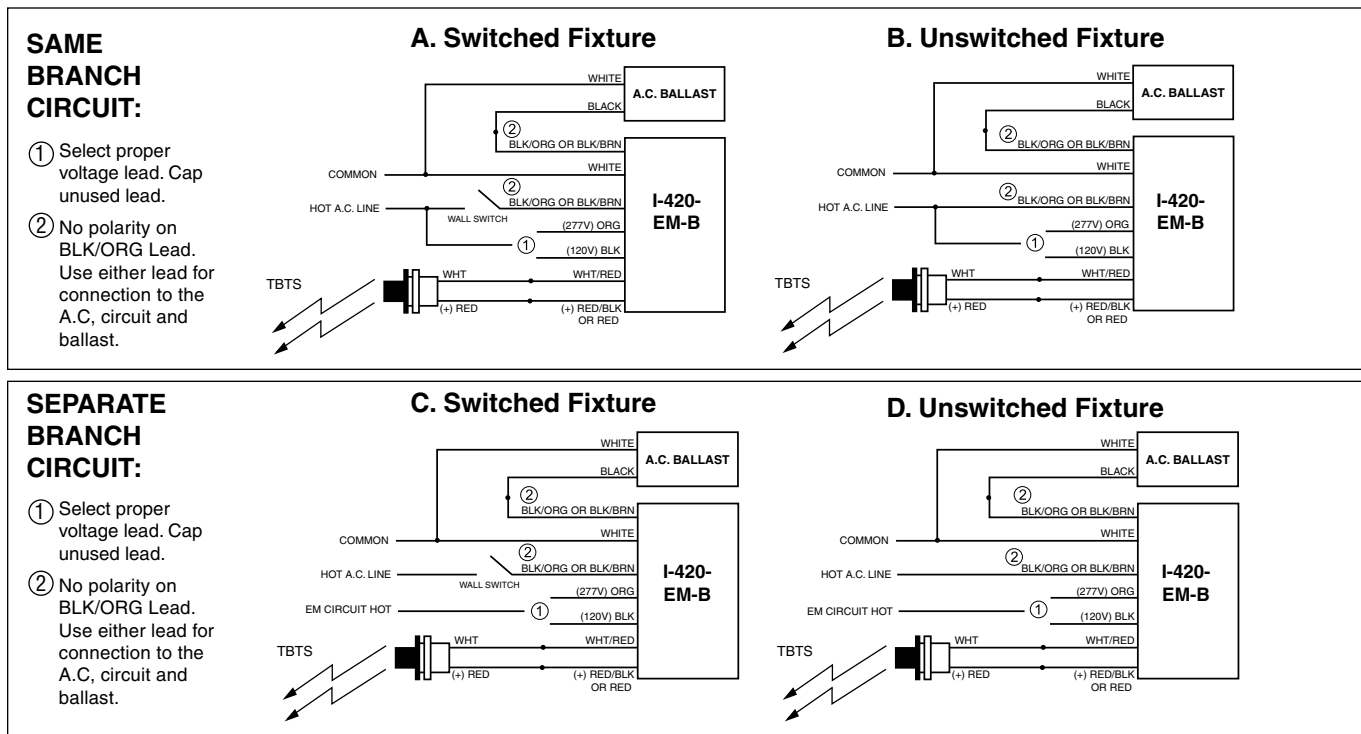 SAME
BRANCH
CIRCUIT:
① Select proper
voltage lead. Cap
unused lead.
② No polarity on
BLK/ORG Lead.
Use either lead for
connection to the
A.C, circuit and
ballast.
A. Switched Fixture
WHITE
A.C. BALLAST
BLACK
②
BLK/ORG OR BLK/BRN
WHITE
COMMON
②
BLK/ORG OR BLK/BRN
HOT A.C. LINE
WALL SWITCH
I-420-
EM-B
(277V) ORG
①
(120V) BLK
TBTS
WHT
WHT/RED
(+) RED
(+) RED/BLK
OR RED
B. Unswitched Fixture
WHITE
A.C. BALLAST
BLACK
②
BLK/ORG OR BLK/BRN
WHITE
COMMON
②
BLK/ORG OR BLK/BRN
HOT A.C. LINE
I-420-
EM-B
(277V) ORG
①
(120V) BLK
TBTS
WHT
WHT/RED
(+) RED
(+) RED/BLK
OR RED
SEPARATE
BRANCH
CIRCUIT:
① Select proper
voltage lead. Cap
unused lead.
② No polarity on
BLK/ORG Lead.
Use either lead for
connection to the
A.C, circuit and
ballast.
C. Switched Fixture
WHITE
A.C. BALLAST
BLACK
②
BLK/ORG OR BLK/BRN
WHITE
COMMON
②
BLK/ORG OR BLK/BRN
HOT A.C. LINE
WALL SWITCH
I-420-
EM-B
(277V) ORG
EM CIRCUIT HOT
①
(120V) BLK
TBTS
WHT
WHT/RED
(+) RED
(+) RED/BLK
OR RED
D. Unswitched Fixture
WHITE
A.C. BALLAST
BLACK
②
BLK/ORG OR BLK/BRN
WHITE
COMMON
②
BLK/ORG OR BLK/BRN
HOT A.C. LINE
I-420-
EM-B
(277V) ORG
EM CIRCUIT HOT
①
(120V) BLK
TBTS
WHT
WHT/RED
(+) RED
(+) RED/BLK
OR RED